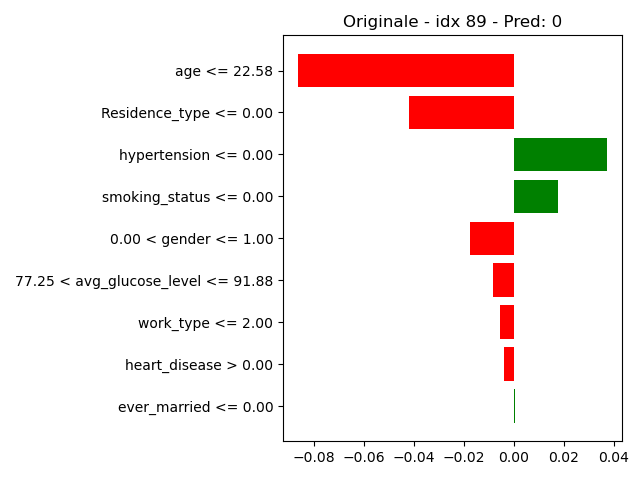 Originale - idx 89 - Pred: 0
age <= 22.58
Residence_type <= 0.00
hypertension <= 0.00
smoking_status <= 0.00
0.00 < gender <= 1.00
77.25 < avg_glucose_level <= 91.88
work_type <= 2.00
heart_disease > 0.00
ever_married <= 0.00
−0.08 −0.06 −0.04 −0.02 0.00 0.02 0.04